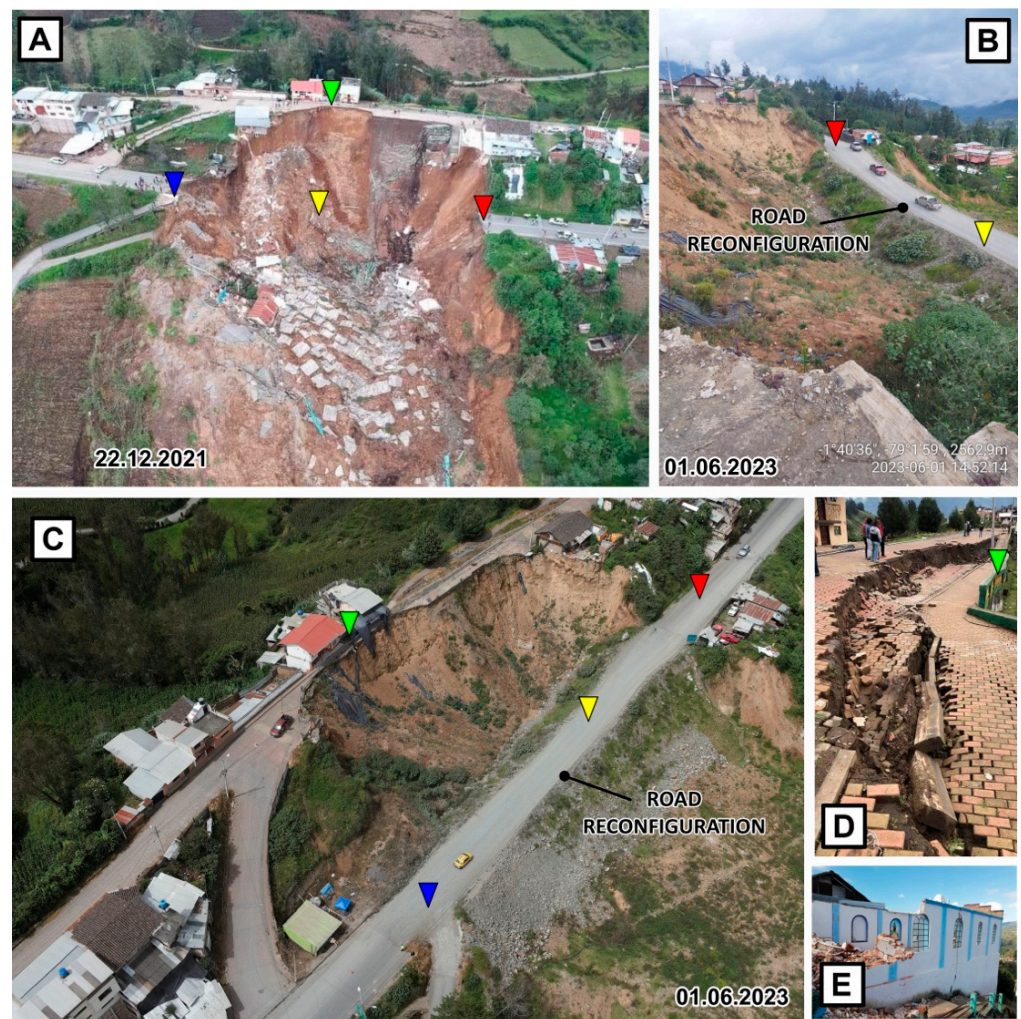 A
22.12.2021
B
ROAD
RECONFIGURATION
1°40'36", -79°1'59", 2562,9m
2023-06-01 14:52:14
01.06.2023
C
ROAD
RECONFIGURATION
01.06.2023
D
E